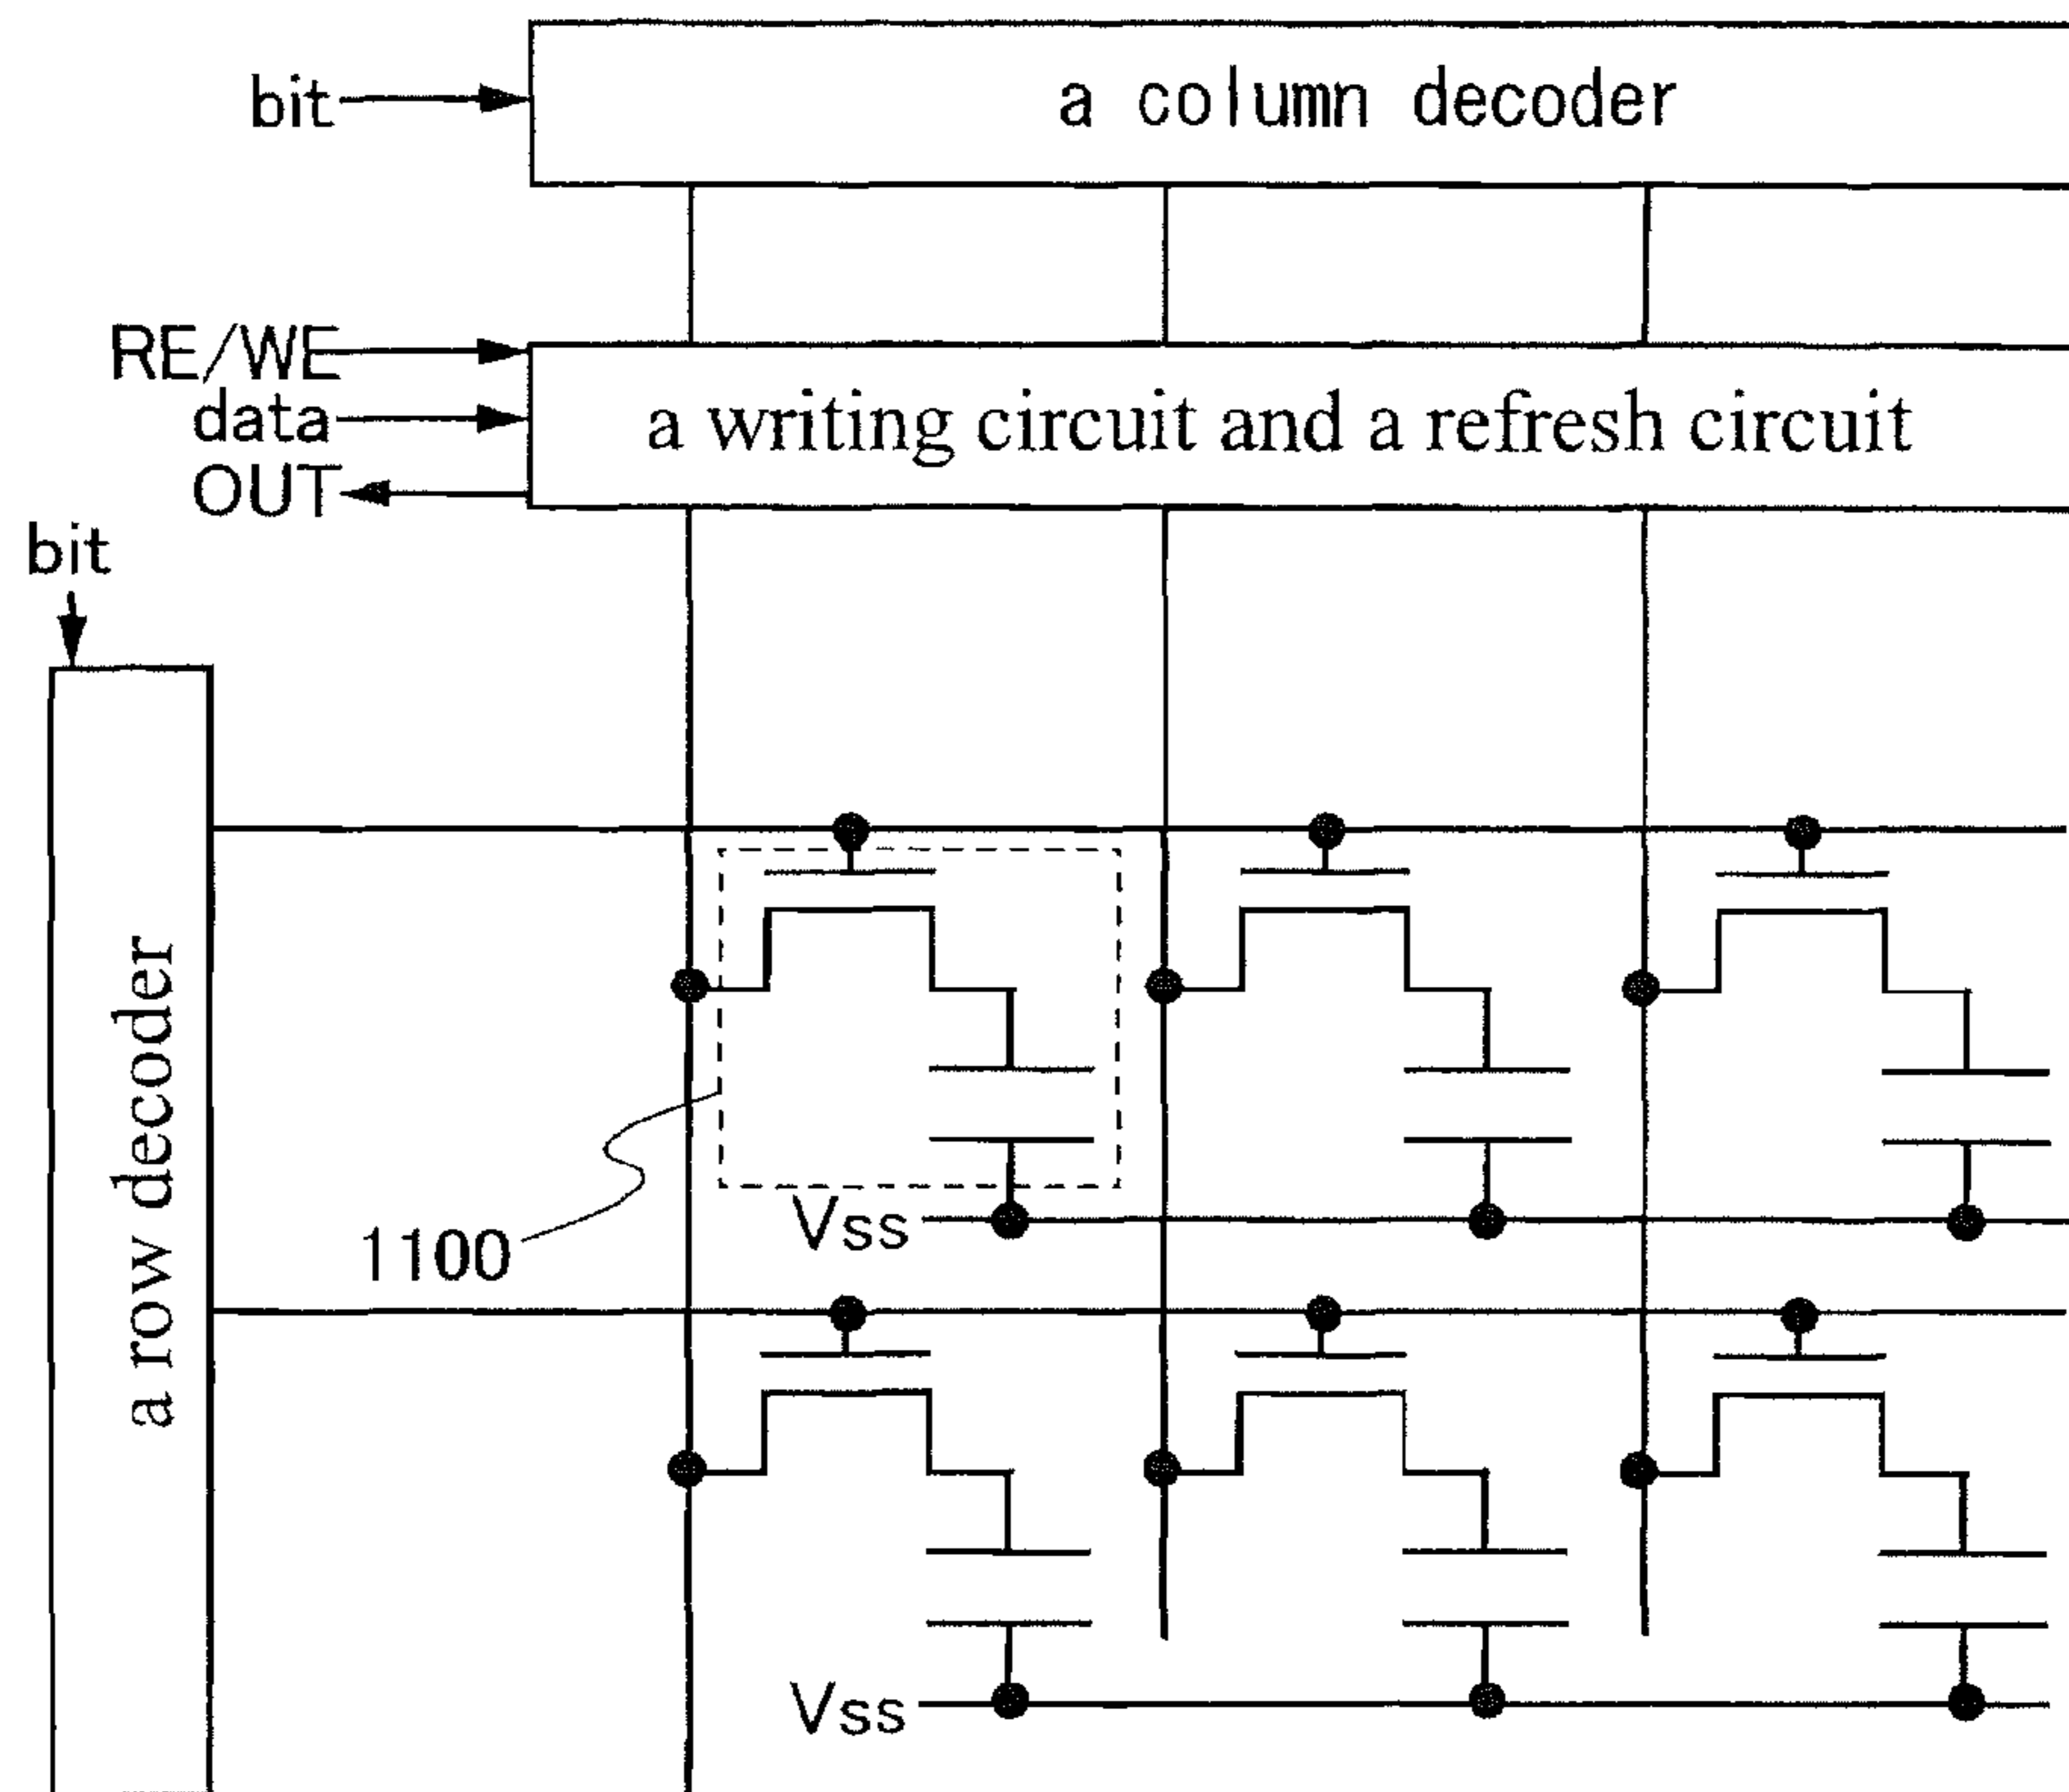 bit
a column decoder
RE/WE
data
OUT
a writing circuit and a refresh circuit
bit
a row decoder
1100
Vss
Vss